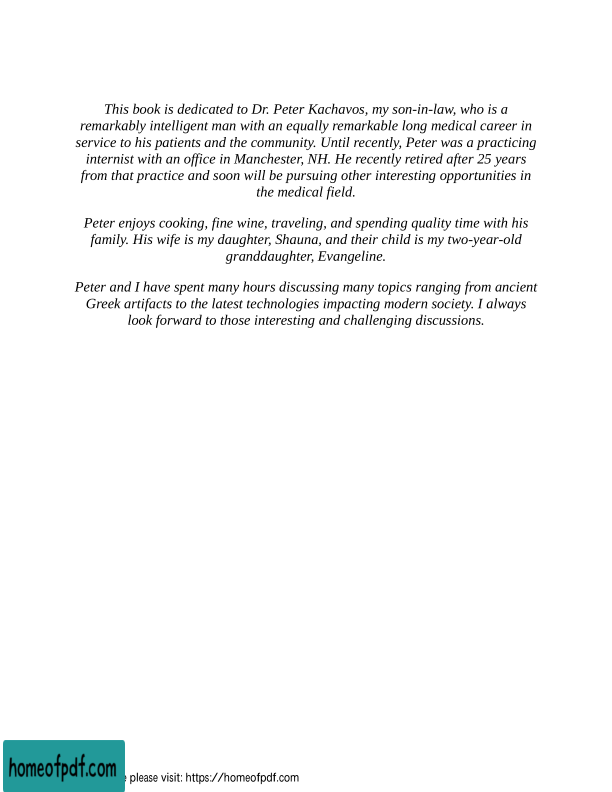 This book is dedicated to Dr. Peter Kachavos, my son-in-law, who is a
remarkably intelligent man with an equally remarkable long medical career in
service to his patients and the community. Until recently, Peter was a practicing
internist with an office in Manchester, NH. He recently retired after 25 years
from that practice and soon will be pursuing other interesting opportunities in
the medical field.
Peter enjoys cooking, fine wine, traveling, and spending quality time with his
family. His wife is my daughter, Shauna, and their child is my two-year-old
granddaughter, Evangeline.
Peter and I have spent many hours discussing many topics ranging from ancient
Greek artifacts to the latest technologies impacting modern society. I always
look forward to those interesting and challenging discussions.
homeofpdf.com
please visit: https://homeofpdf.com